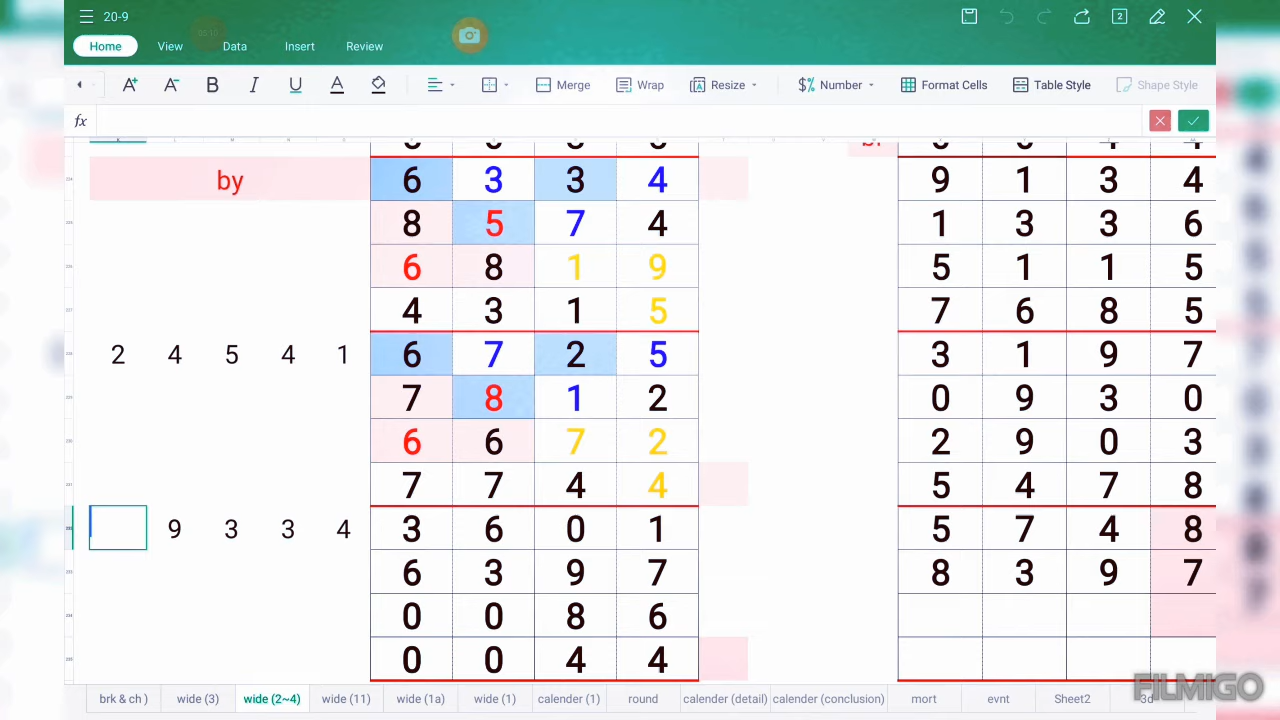 20-9
2
Home View Data Insert Review
A+ A- B I U A Merge Wrap Resize $% Number Format Cells Table Style Shape Style
fx
by 6 3 3 4 9 1 3 4
8 5 7 4 1 3 3 6
6 8 1 9 5 1 1 5
4 3 1 5 7 6 8 5
2 4 5 4 1 6 7 2 5 3 1 9 7
7 8 1 2 0 9 3 0
6 6 7 2 2 9 0 3
7 7 4 4 5 4 7 8
9 3 3 4 3 6 0 1 5 7 4 8
6 3 9 7 8 3 9 7
0 0 8 6
0 0 4 4
brk & ch ) wide (3) wide (2~4) wide (11) wide (1a) wide (1) calender (1) round calender (detail) calender (conclusion) mort evnt Sheet2 3d
FILMIGO